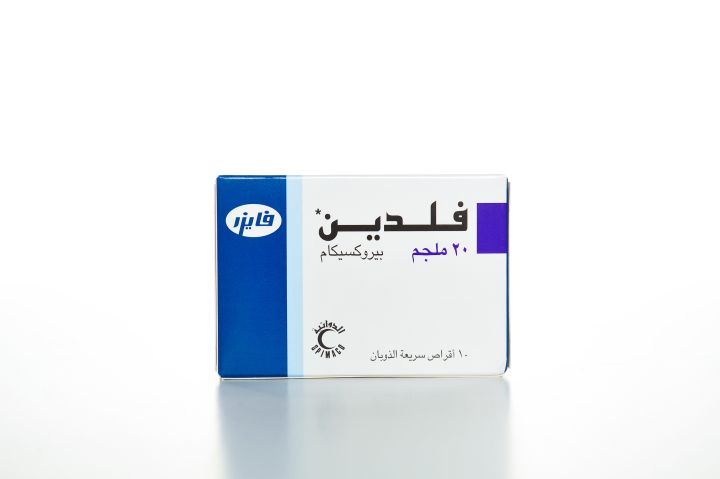 فايزر
فلدين*
٢٠ ملجم بيروكسيكام
الدوائية
SPIMACO
١٠ أقراص سريعة الذوبان